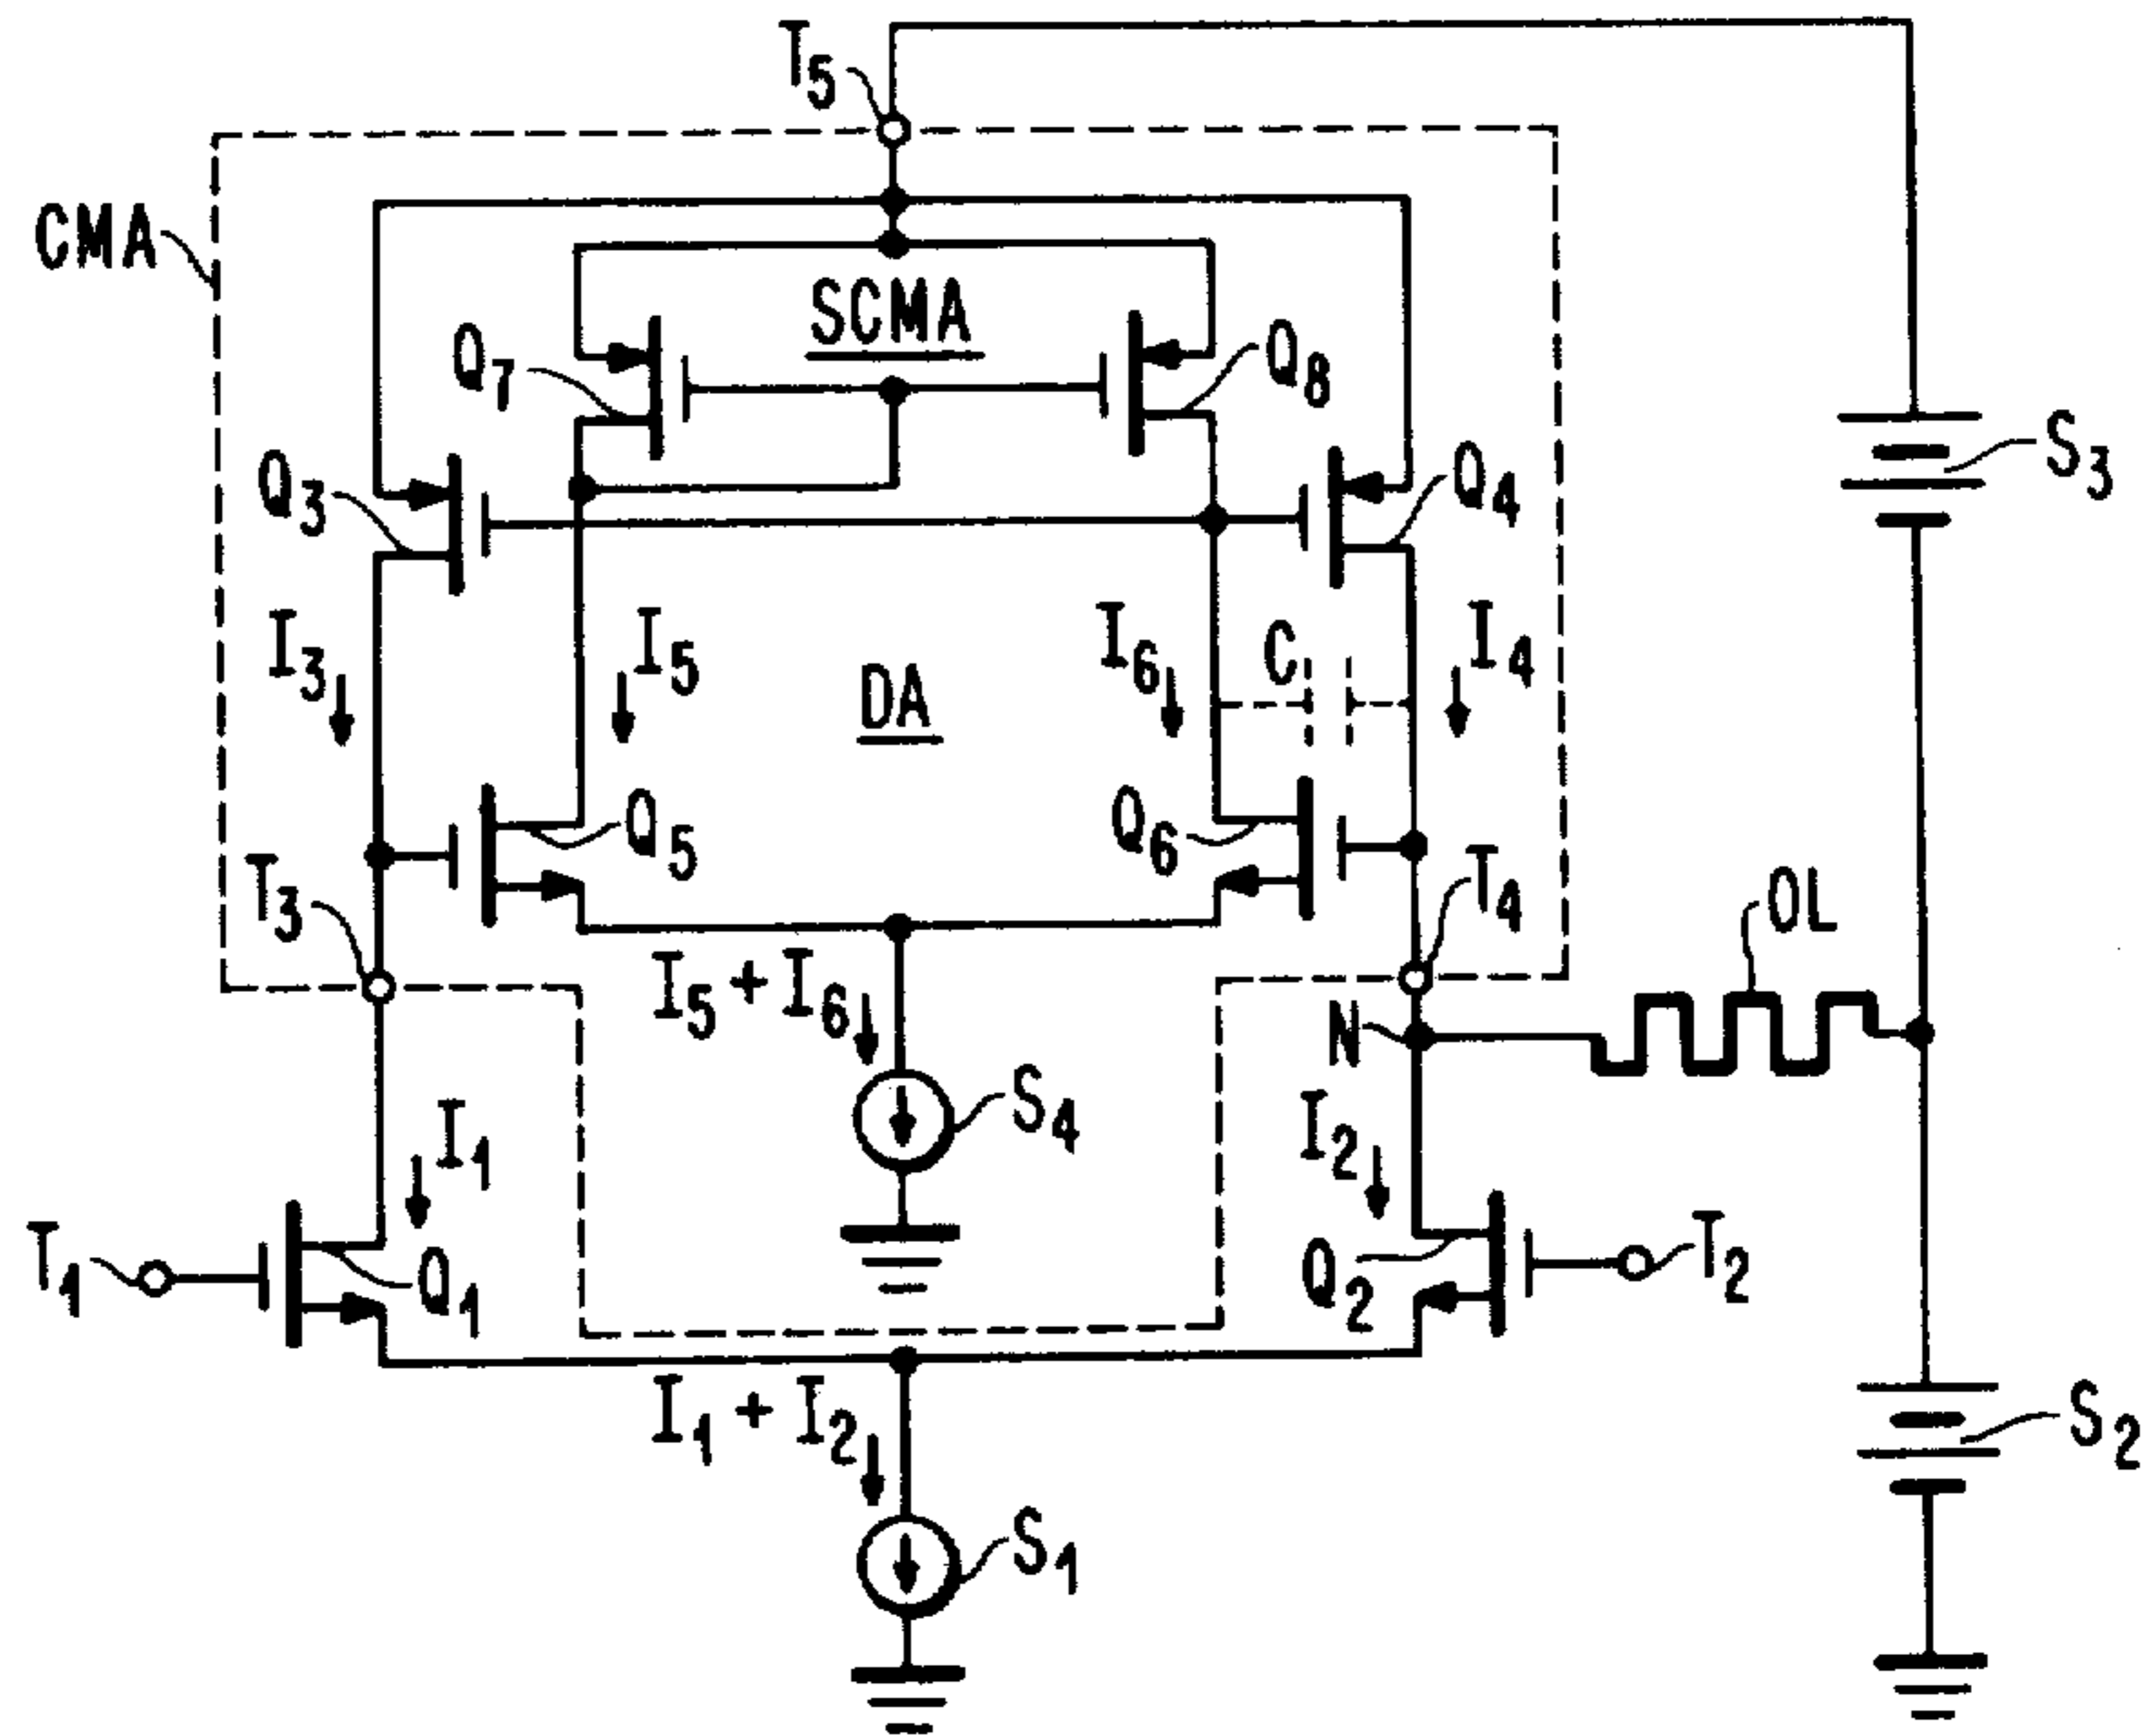 T5
CMA
SCMA
Q7
Q8
S3
Q3
Q4
I3
I5
I6
C
I4
DA
Q5
Q6
T3
T4
OL
I5 + I6
N
S4
I1
I2
T1
Q1
Q2
T2
I1 + I2
S2
S1